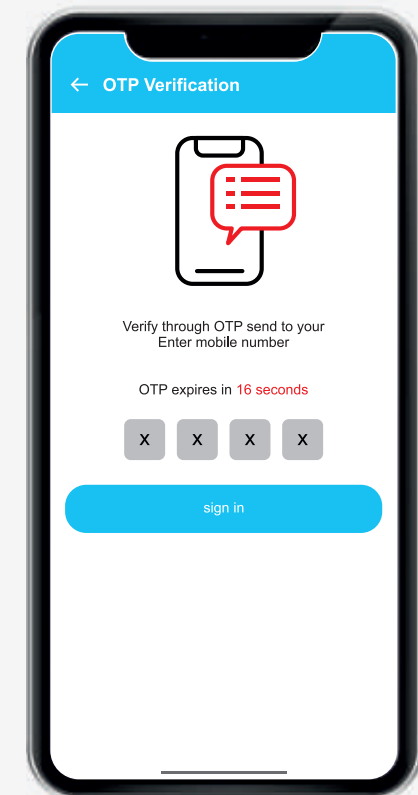 OTP Verification
Verify through OTP send to your
Enter mobile number
OTP expires in 16 seconds
X X X X
sign in